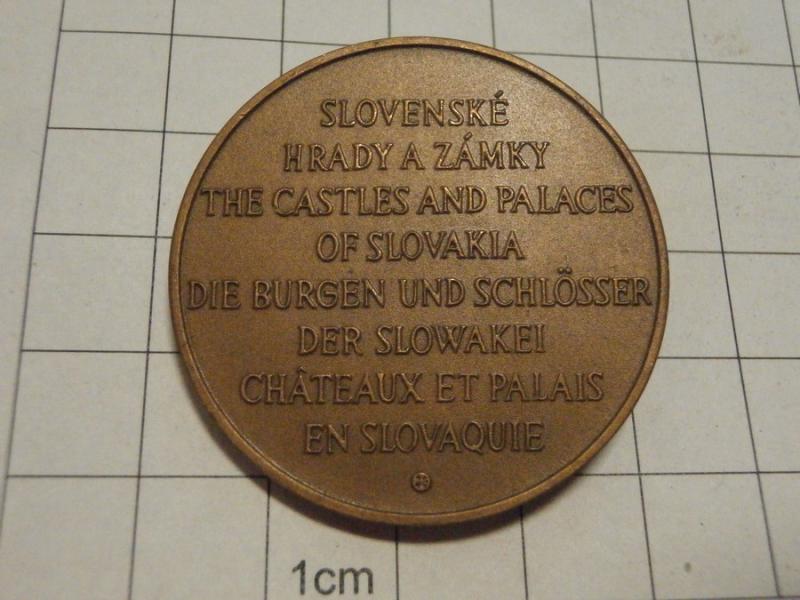 SLOVENSKÉ
HRADY A ZÁMKY
THE CASTLES AND PALACES
OF SLOVAKIA
DIE BURGEN UND SCHLÖSSER
DER SLOWAKEI
CHÂTEAUX ET PALAIS
EN SLOVAQUIE
1cm